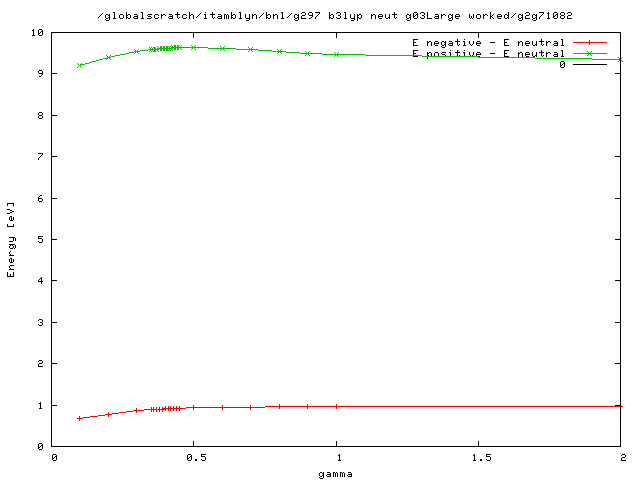 /globalscratch/itamblyn/bnl/g297 b3lyp neut g03Large worked/g2g71082
E negative - E neutral
E positive - E neutral
0
10
9
8
7
6
5
4
3
2
1
0
Energy [eV]
0 0.5 1 1.5 2
gamma